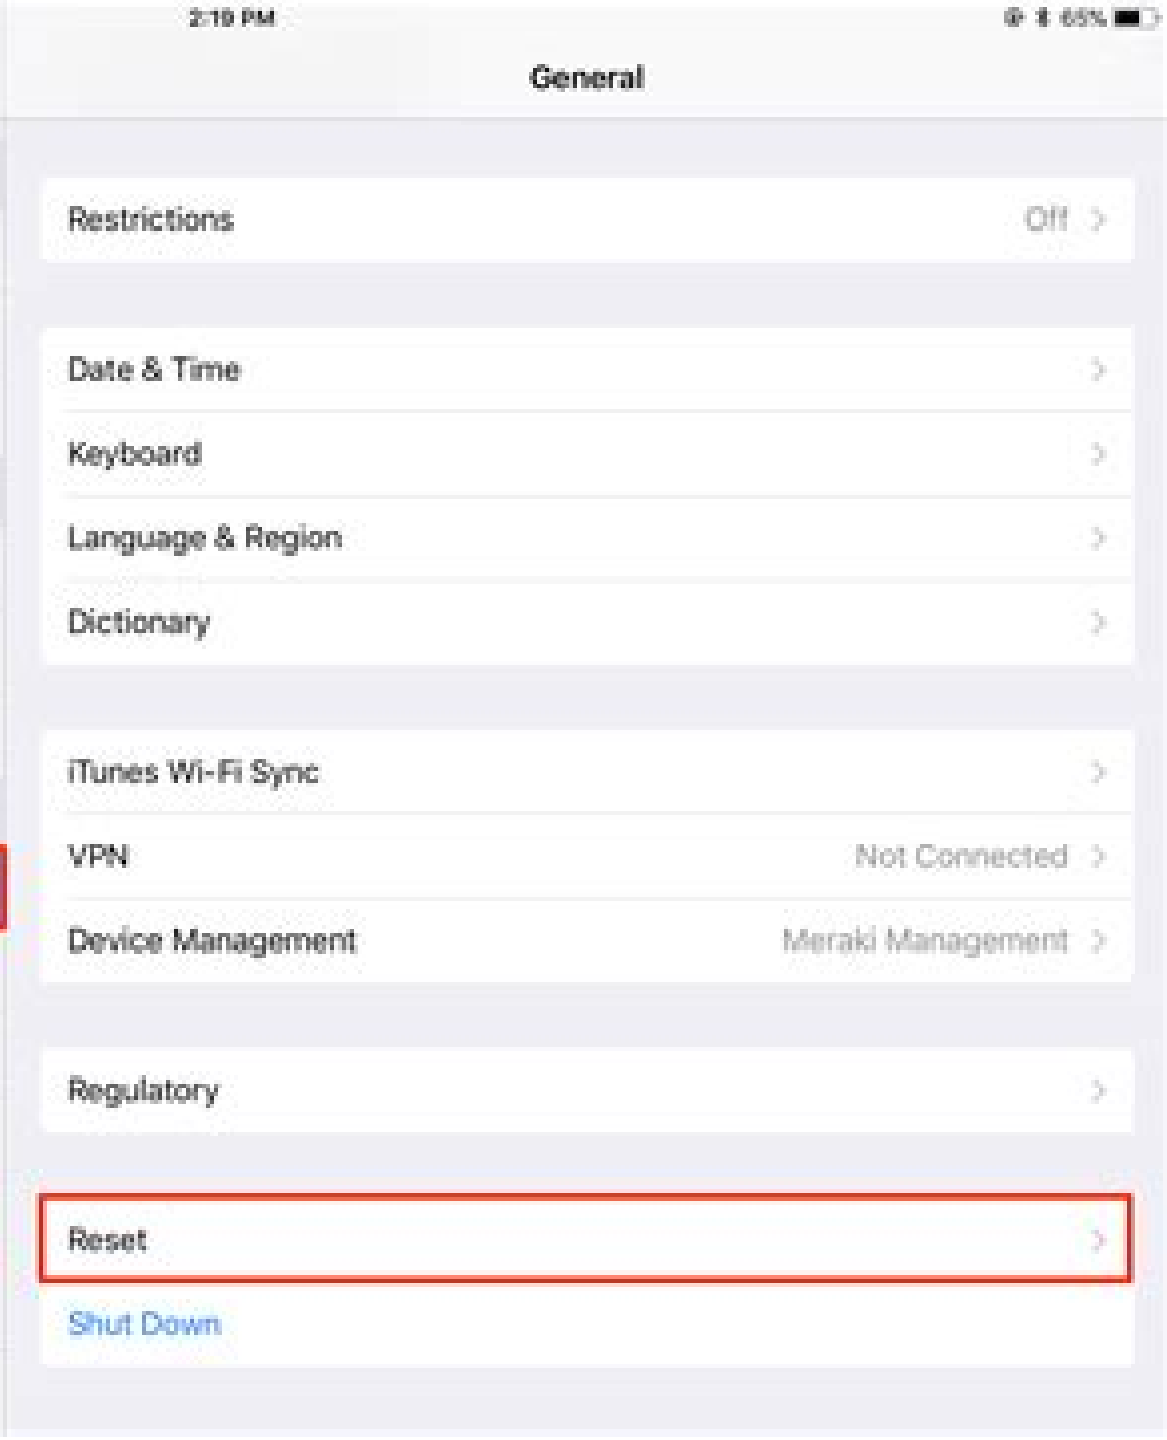 2:19 PM 65%
General
Restrictions Off
Date & Time
Keyboard
Language & Region
Dictionary
iTunes Wi-Fi Sync
VPN Not Connected
Device Management Meraki Management
Regulatory
Reset
Shut Down